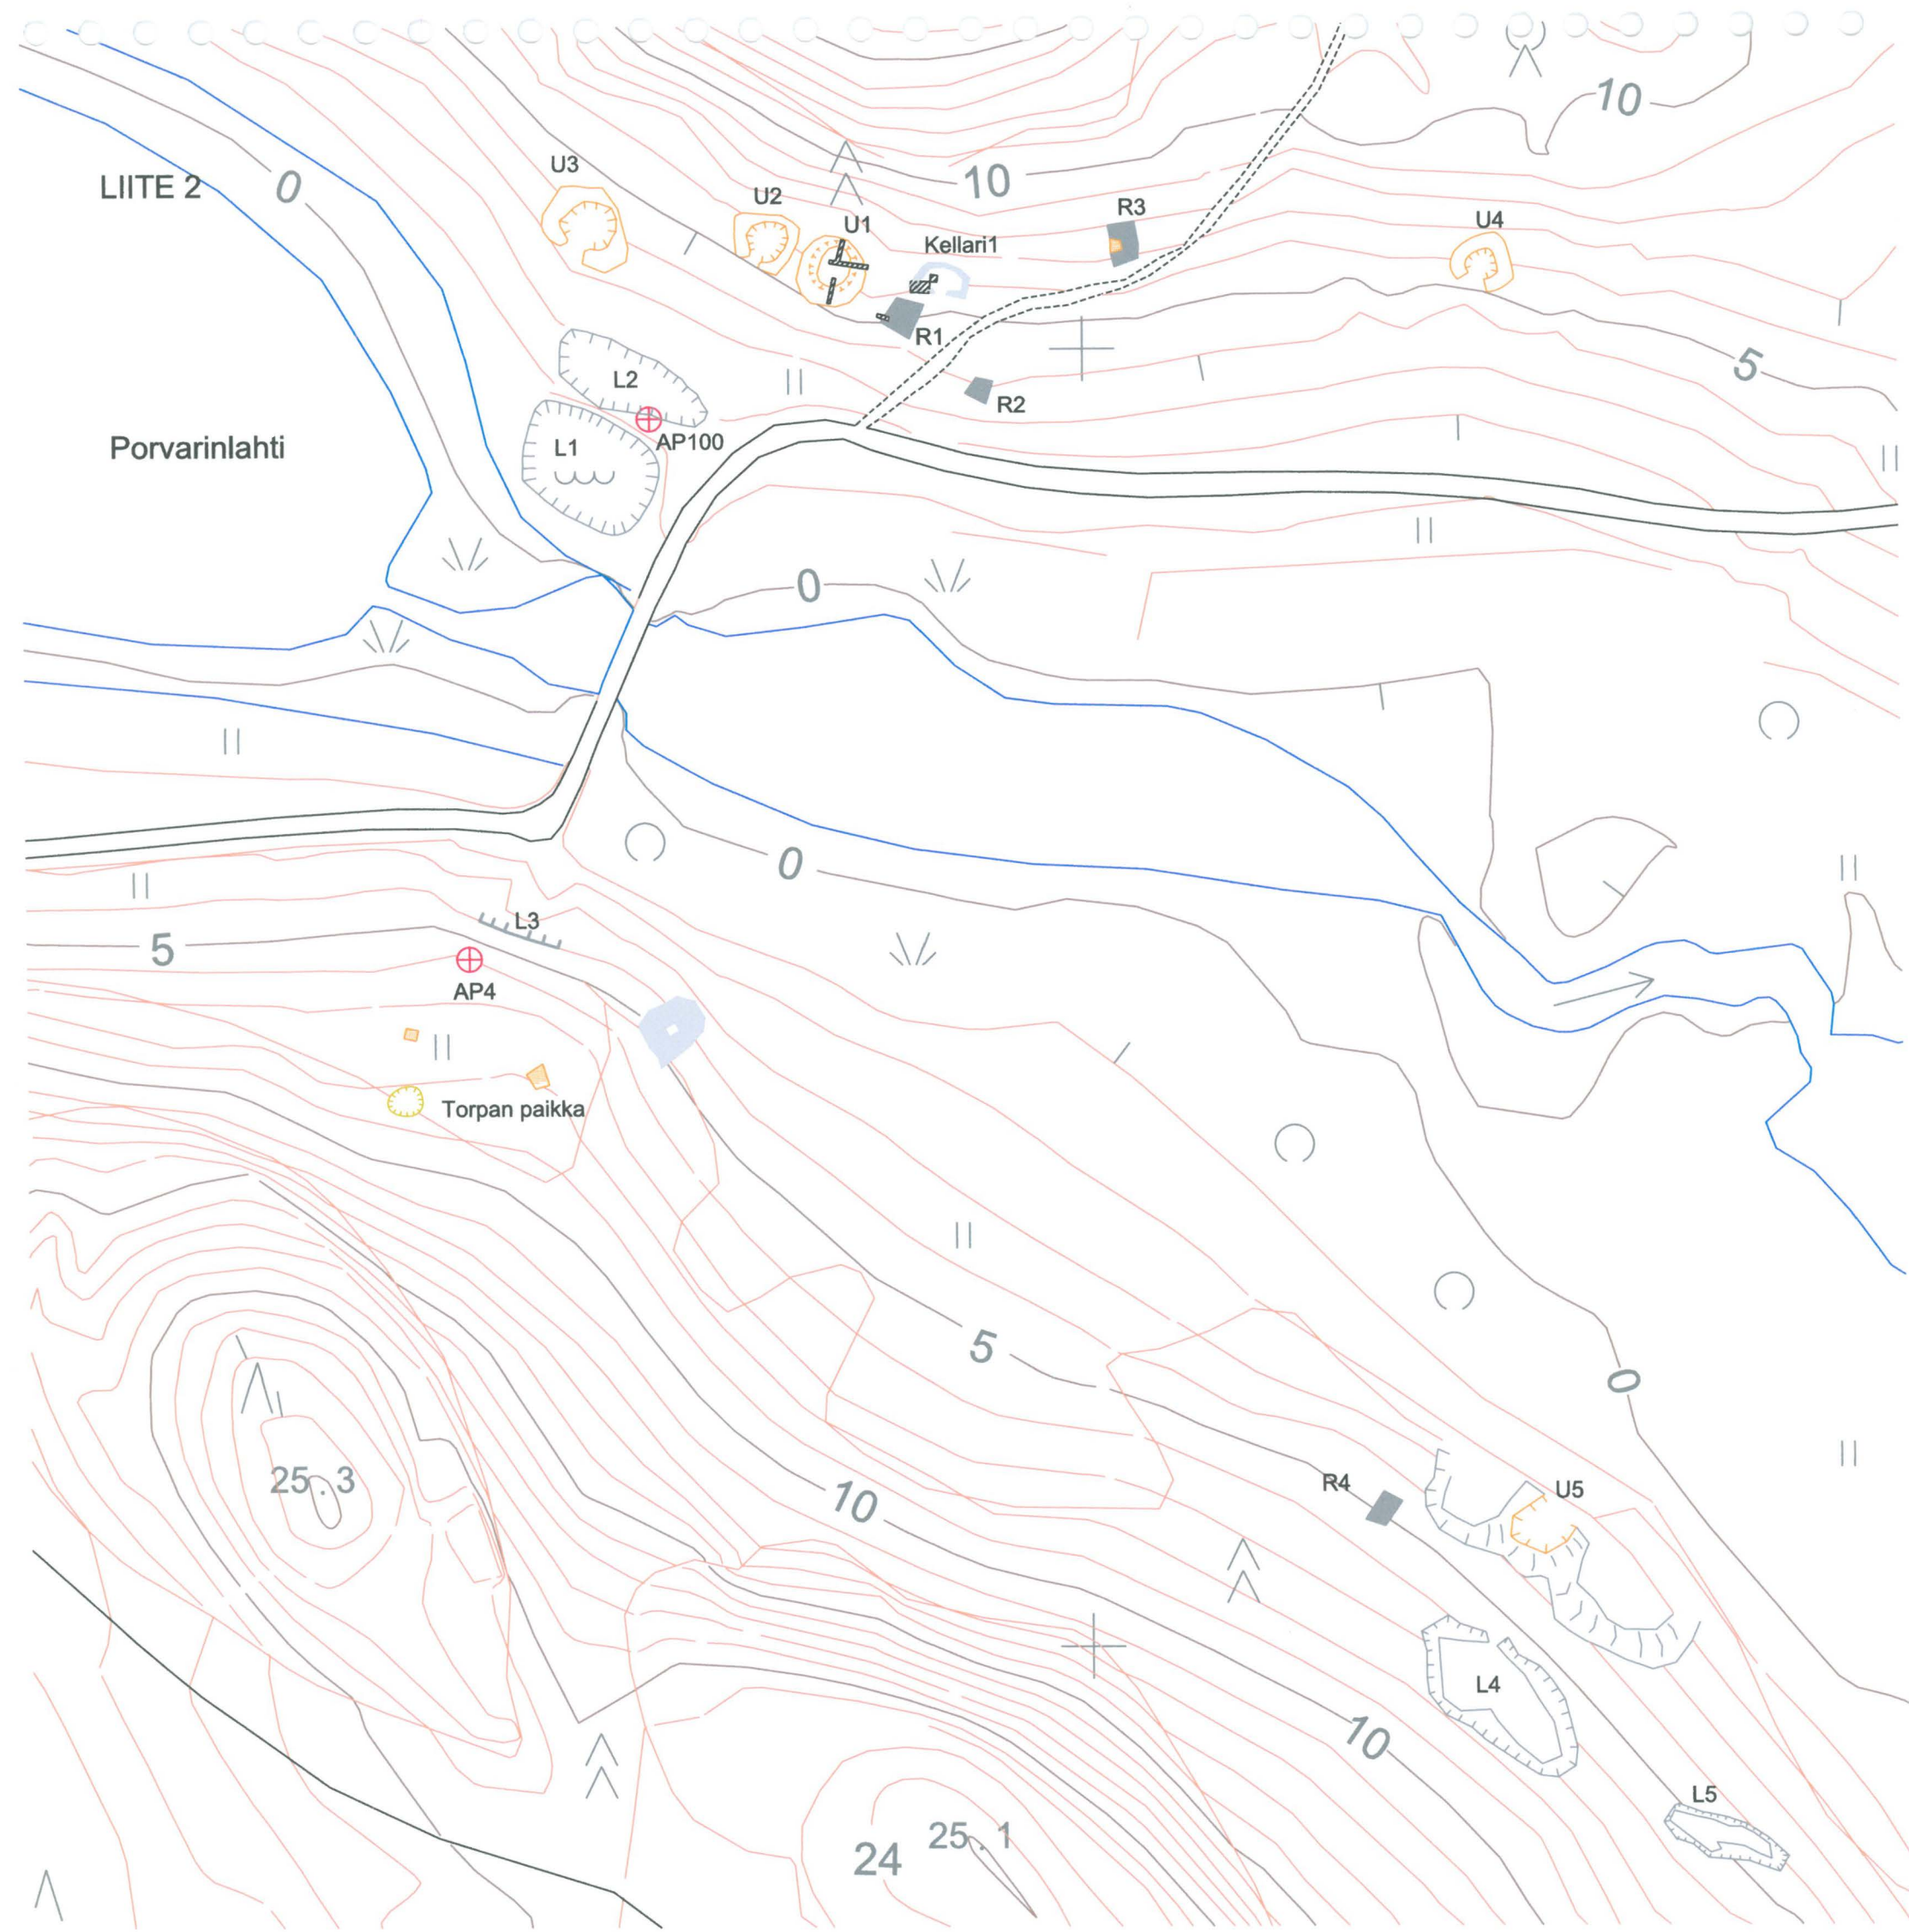 10
U3
LIITE 2
0
10
U2
R3
U1
U4
Kellari1
R1
5
L2
R2
AP100
Porvarinlahti
L1
0
0
L3
5
AP4
Torpan paikka
5
0
25.3
R4
U5
10
L4
10
L5
25.1
24